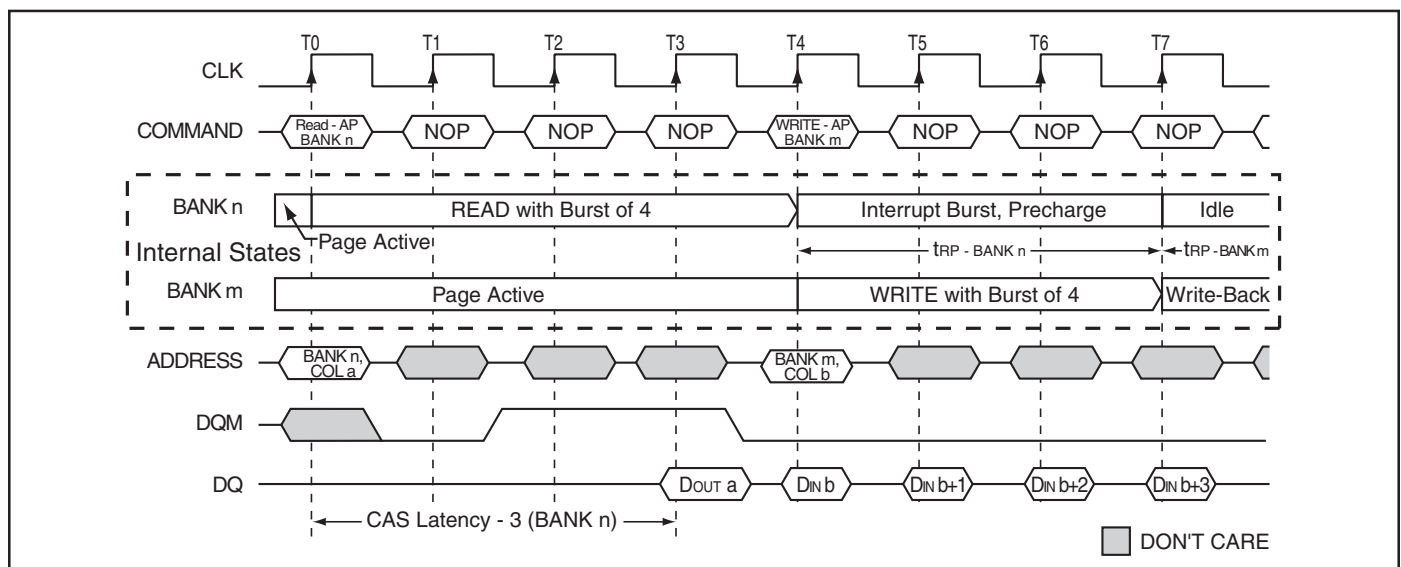 T0 T1 T2 T3 T4 T5 T6 T7
CLK
COMMAND Read - AP BANK n NOP NOP NOP WRITE - AP BANK m NOP NOP NOP
BANK n READ with Burst of 4 Interrupt Burst, Precharge Idle
Internal States Page Active tRP - BANK n tRP - BANK m
BANK m Page Active WRITE with Burst of 4 Write-Back
ADDRESS BANK n, COL a BANK m, COL b
DQM
DQ DOUT a DIN b DIN b+1 DIN b+2 DIN b+3
CAS Latency - 3 (BANK n)
DON'T CARE